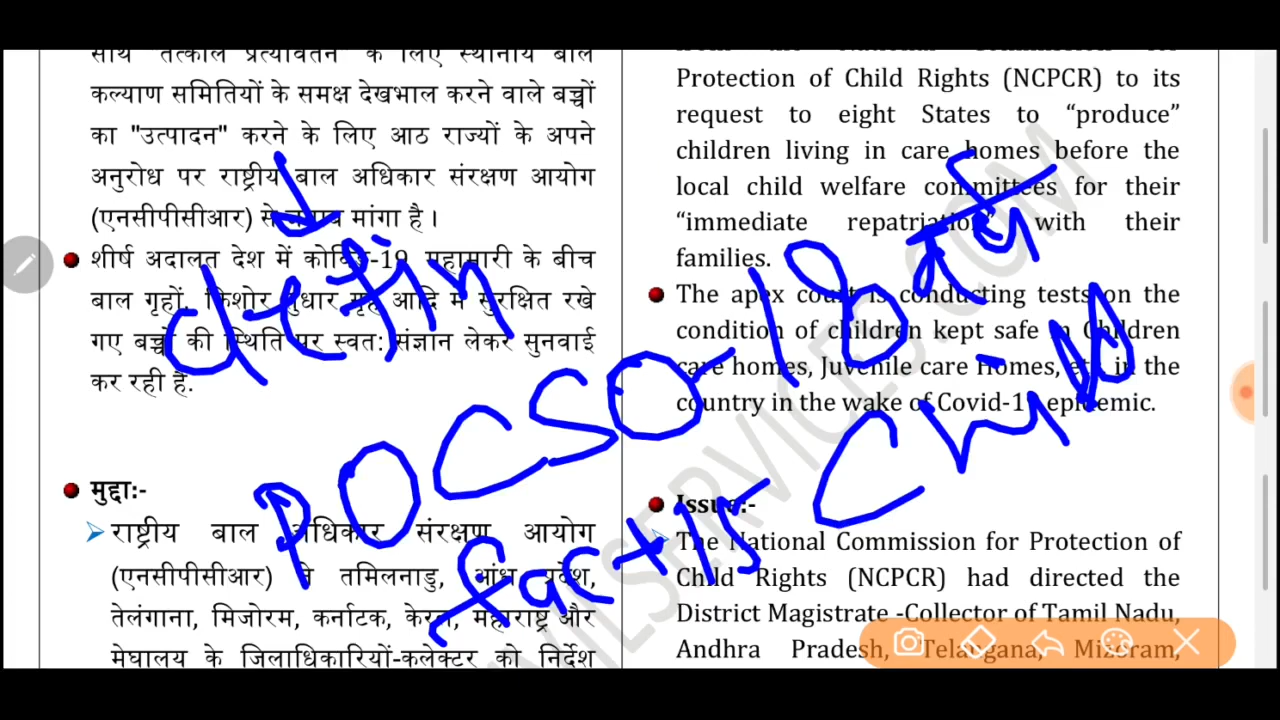 साथ तत्काल प्रत्यावर्तन के लिए स्थानीय बाल
कल्याण समितियों के समक्ष देखभाल करने वाले बच्चों
का "उत्पादन" करने के लिए आठ राज्यों के अपने
अनुरोध पर राष्ट्रीय बाल अधिकार संरक्षण आयोग
(एनसीपीसीआर) से मांगा है।
शीर्ष अदालत देश में कोविड-19 महामारी के बीच
बाल गृहों, किशोर सुधार गृह आदि में सुरक्षित रखे
गए बच्चों की स्थिति पर स्वत: संज्ञान लेकर सुनवाई
कर रही है.
मुद्दाः-
राष्ट्रीय बाल अधिकार संरक्षण आयोग
(एनसीपीसीआर) ने तमिलनाडु, आंध्र प्रदेश,
तेलंगाना, मिजोरम, कर्नाटक, केरल, महाराष्ट्र और
मेघालय के जिलाधिकारियों-कलेक्टर को निर्देश
from the National Commission for
Protection of Child Rights (NCPCR) to its
request to eight States to “produce”
children living in care homes before the
local child welfare committees for their
“immediate repatriation” with their
families.
The apex court is conducting tests on the
condition of children kept safe in Children
care homes, Juvenile care Homes, etc. in the
country in the wake of Covid-19 epidemic.
Issue:-
The National Commission for Protection of
Child Rights (NCPCR) had directed the
District Magistrate -Collector of Tamil Nadu,
Andhra Pradesh, Telangana, Mizoram,
defin
POCSO-18
Child
fact